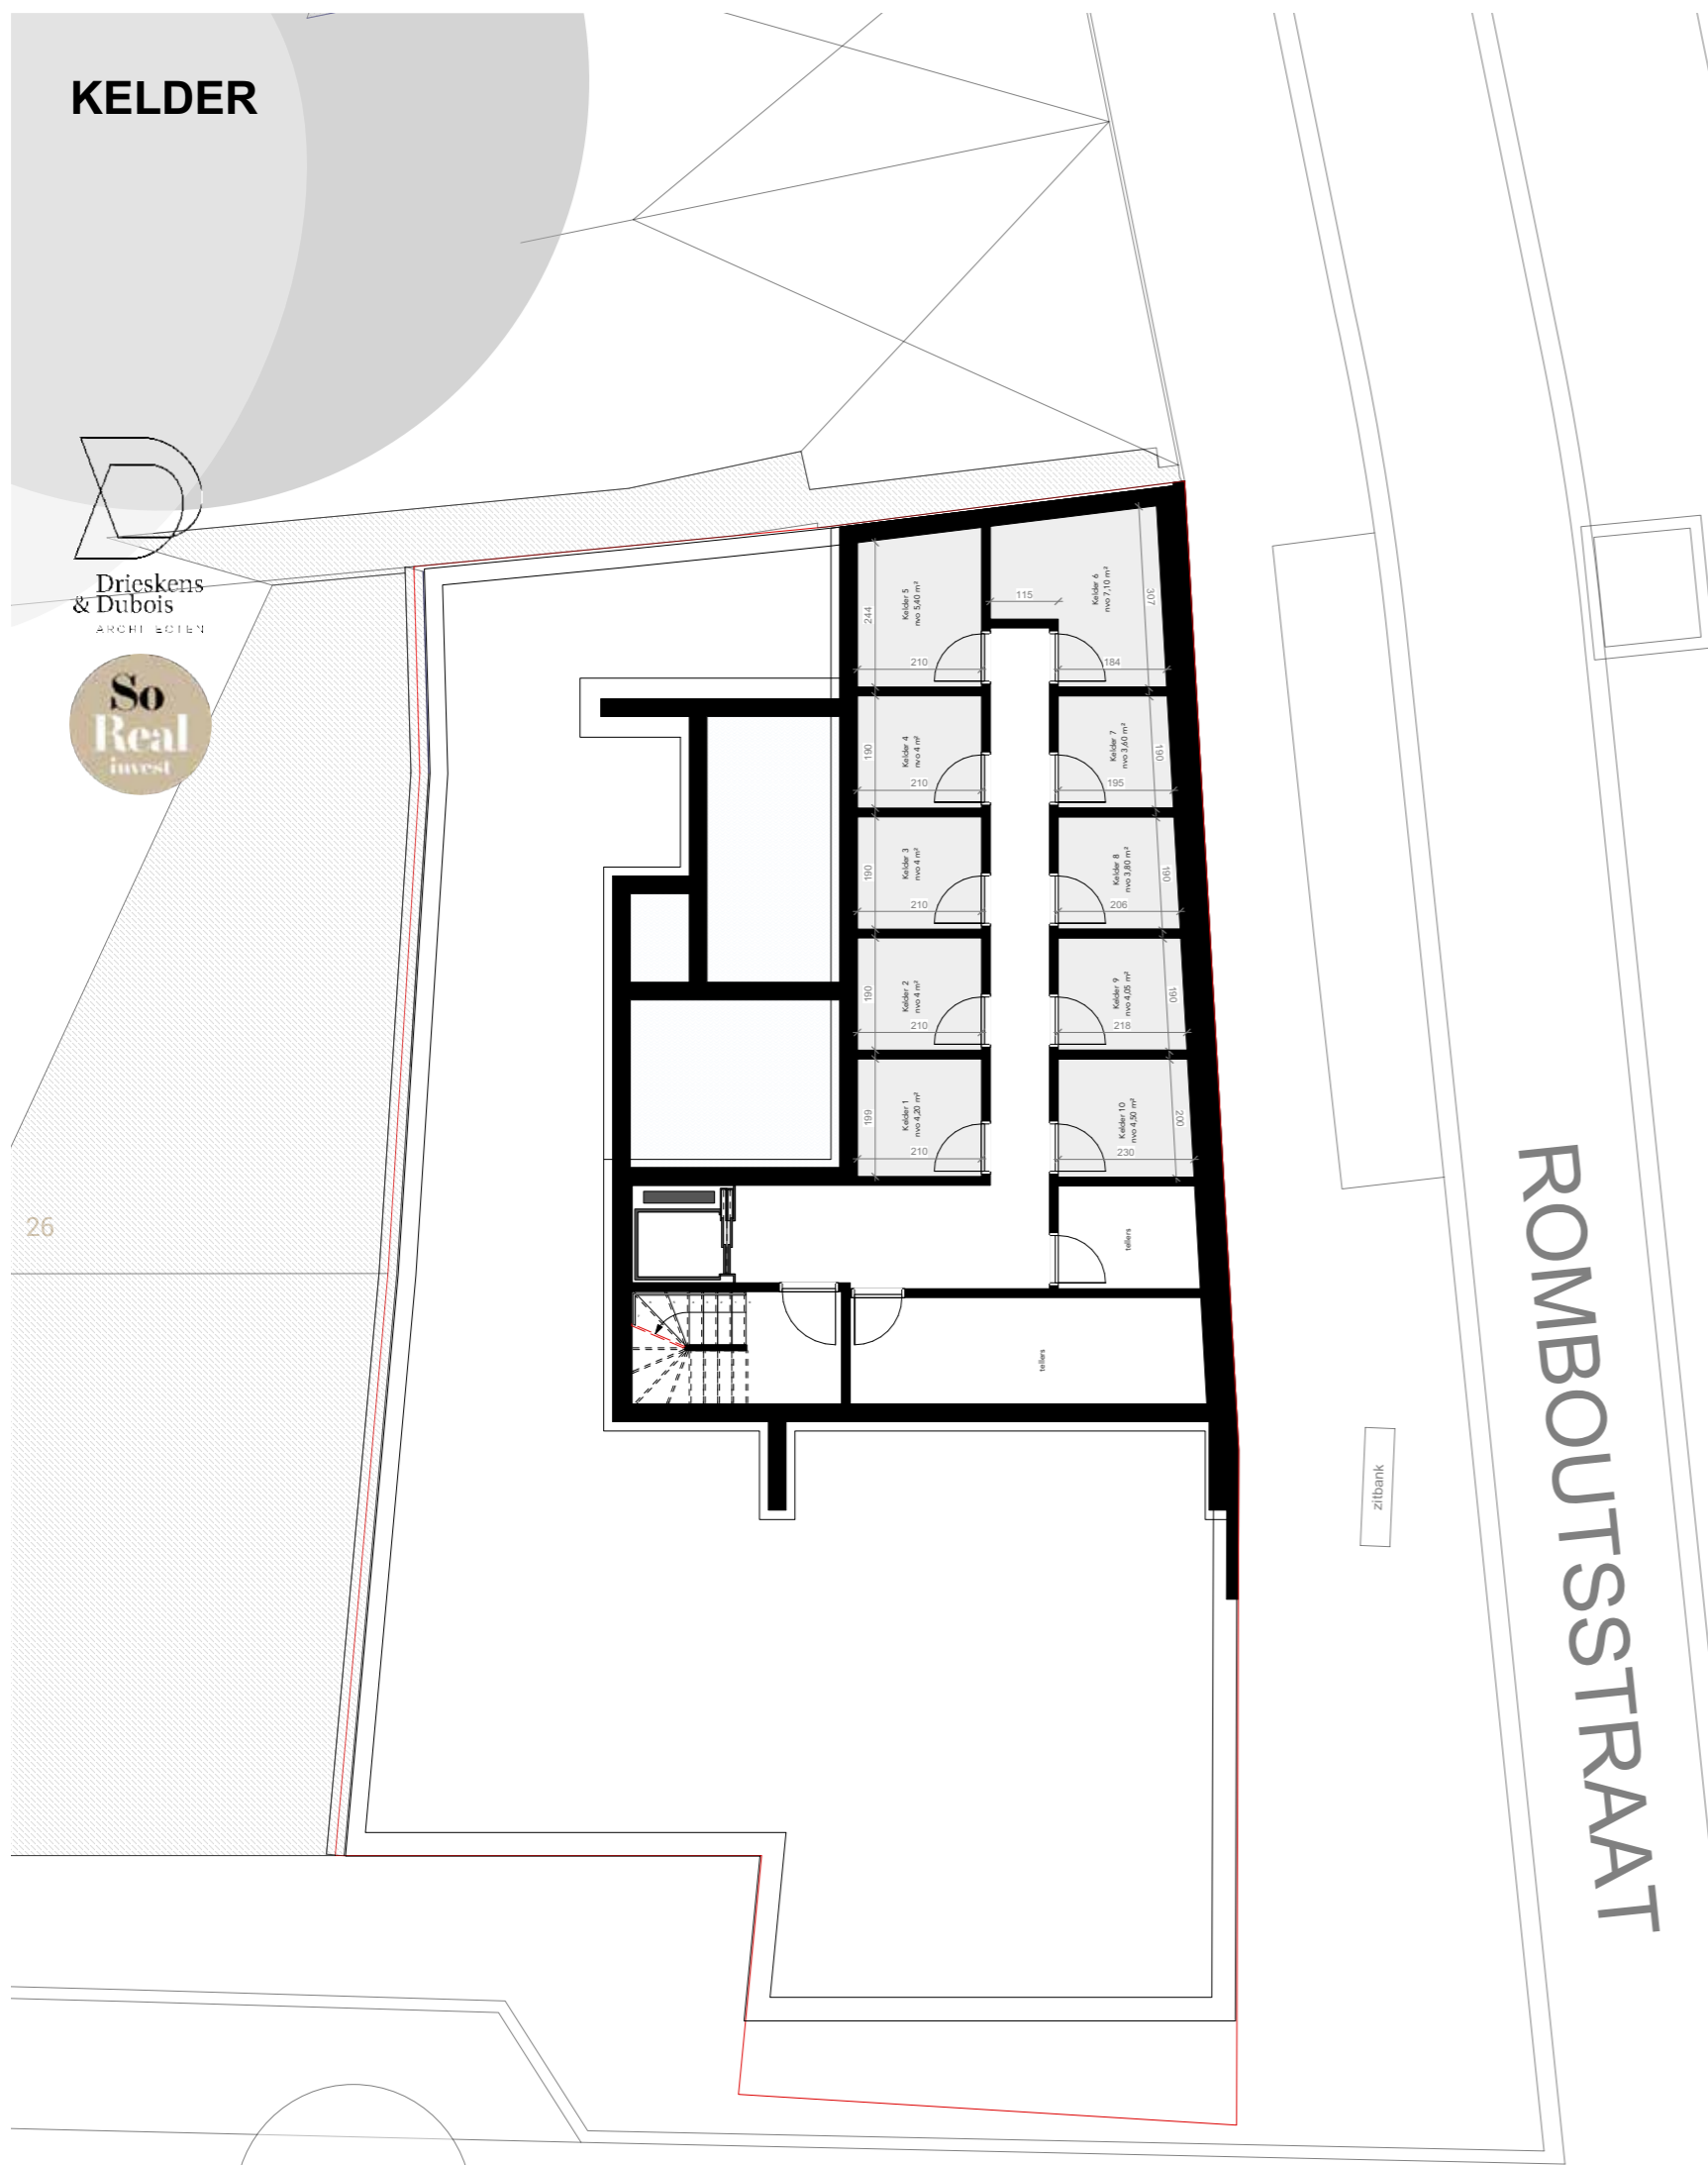 KELDER
Drieskens
& Dubois
ARCHITECTEN
So
Real
invest
26
Kelder 5
nvo 5,40 m²
244
210
Kelder 6
nvo 7,10 m²
115
307
184
Kelder 4
nvo 4 m²
190
210
Kelder 7
nvo 3,60 m²
190
195
Kelder 3
nvo 4 m²
190
210
Kelder 8
nvo 3,80 m²
190
206
Kelder 2
nvo 4 m²
190
210
Kelder 9
nvo 4,05 m²
190
218
Kelder 1
nvo 4,20 m²
199
210
Kelder 10
nvo 4,50 m²
200
230
tellers
tellers
zitbank
ROMBOUTSSTRAAT